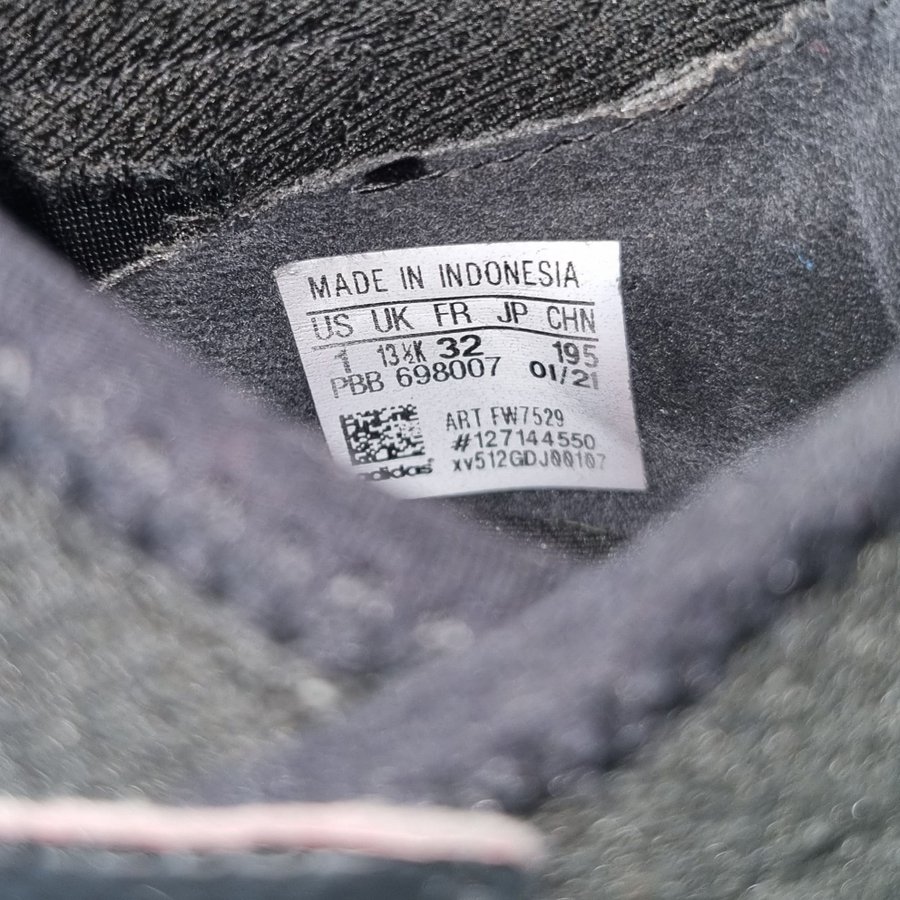 MADE IN INDONESIA
US UK FR JP CHN
1 13½K 32 195
PBB 698007 01/21
ART FW7529
#127144550
xv512GDJ00107
adidas